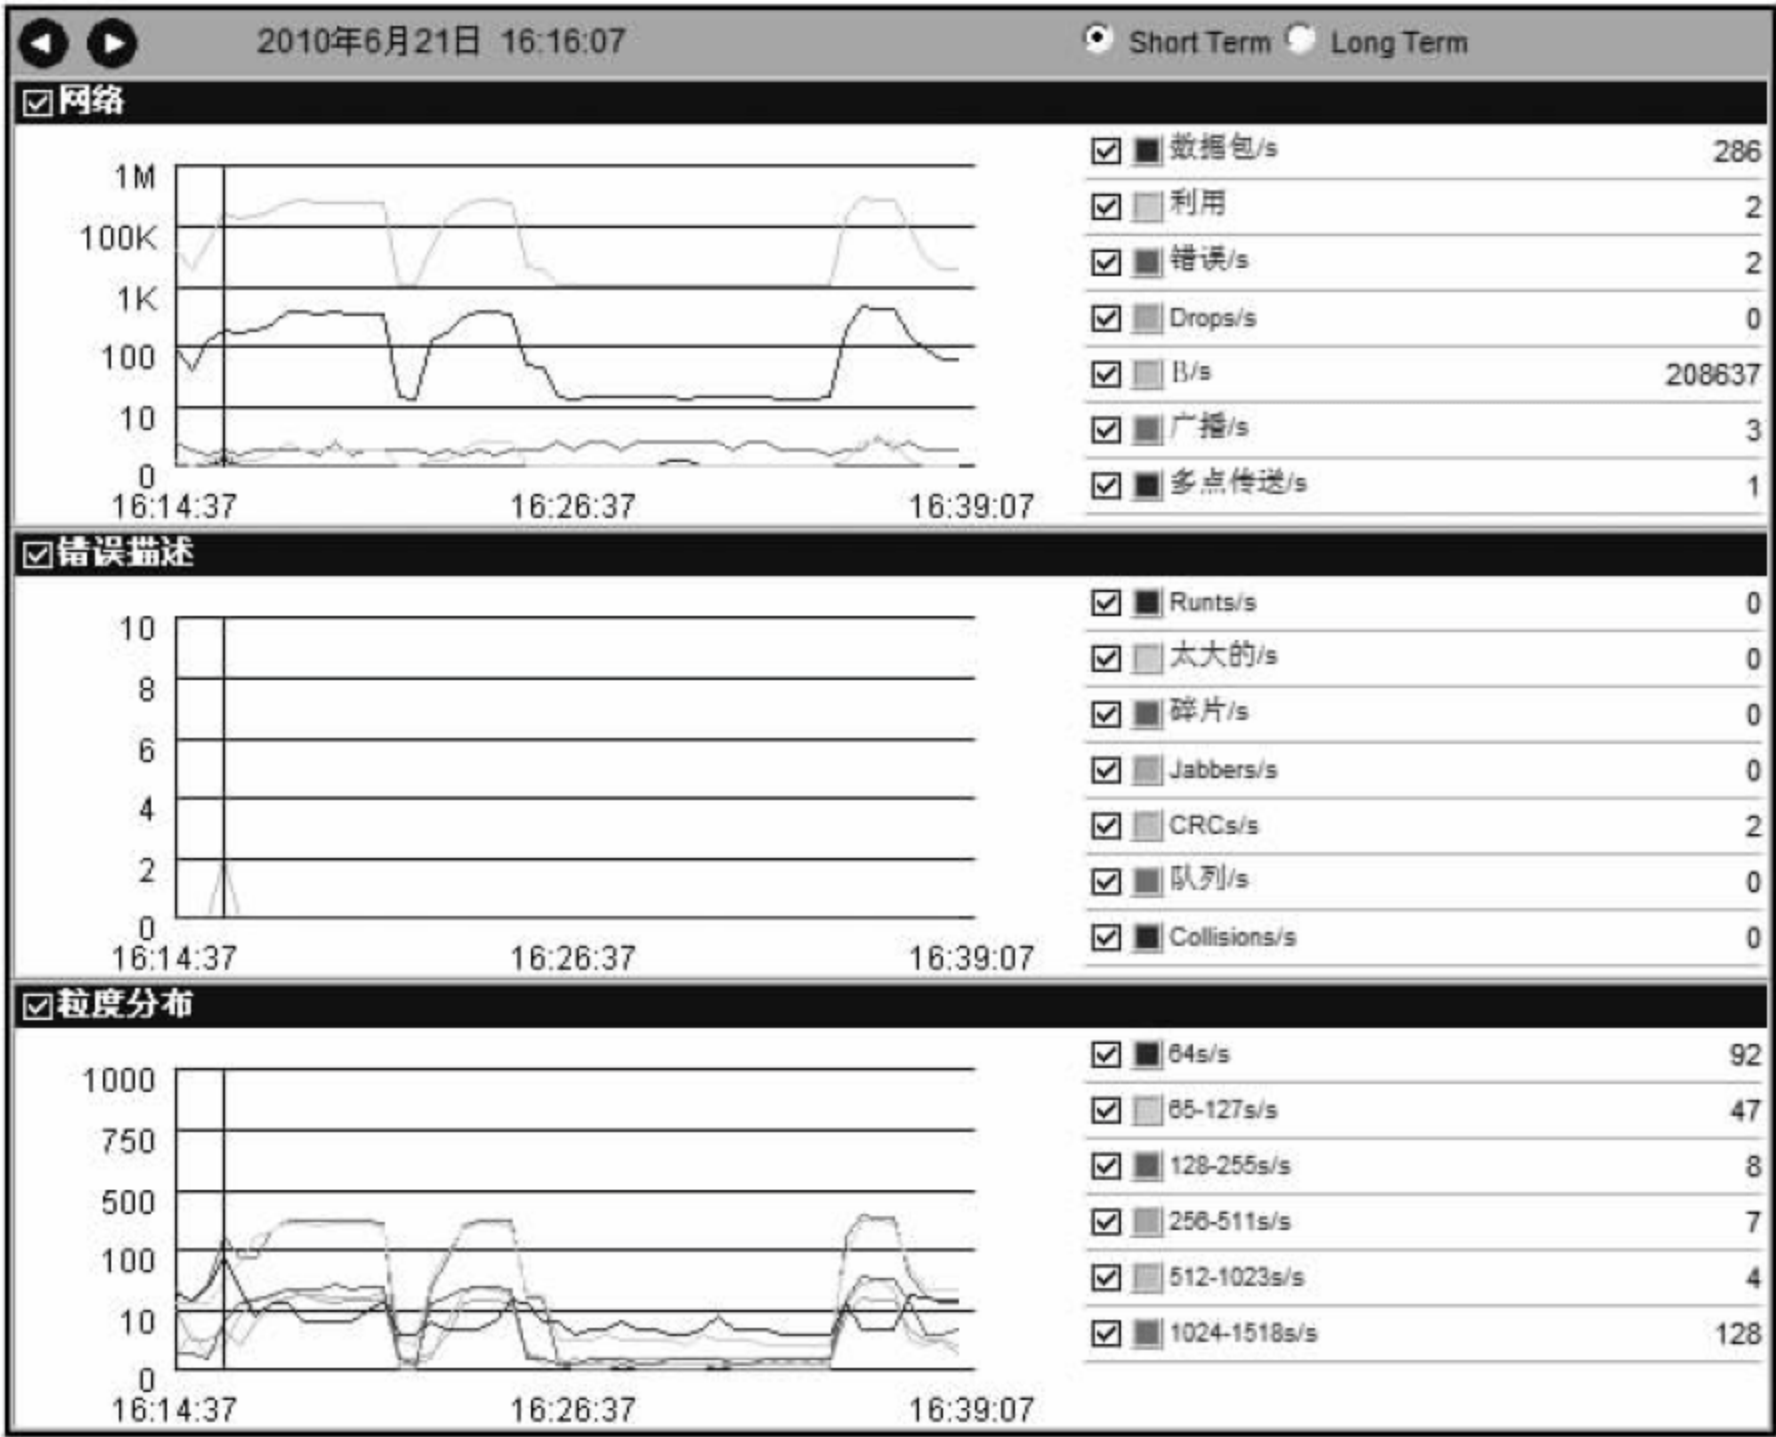 2010年6月21日 16:16:07 Short Term Long Term
网络
1M
100K
1K
100
10
0
16:14:37 16:26:37 16:39:07
数据包/s 286
利用 2
错误/s 2
Drops/s 0
B/s 208637
广播/s 3
多点传送/s 1
错误描述
10
8
6
4
2
0
16:14:37 16:26:37 16:39:07
Runts/s 0
太大的/s 0
碎片/s 0
Jabbers/s 0
CRCs/s 2
队列/s 0
Collisions/s 0
粒度分布
1000
750
500
100
10
0
16:14:37 16:26:37 16:39:07
64s/s 92
65-127s/s 47
128-255s/s 8
256-511s/s 7
512-1023s/s 4
1024-1518s/s 128